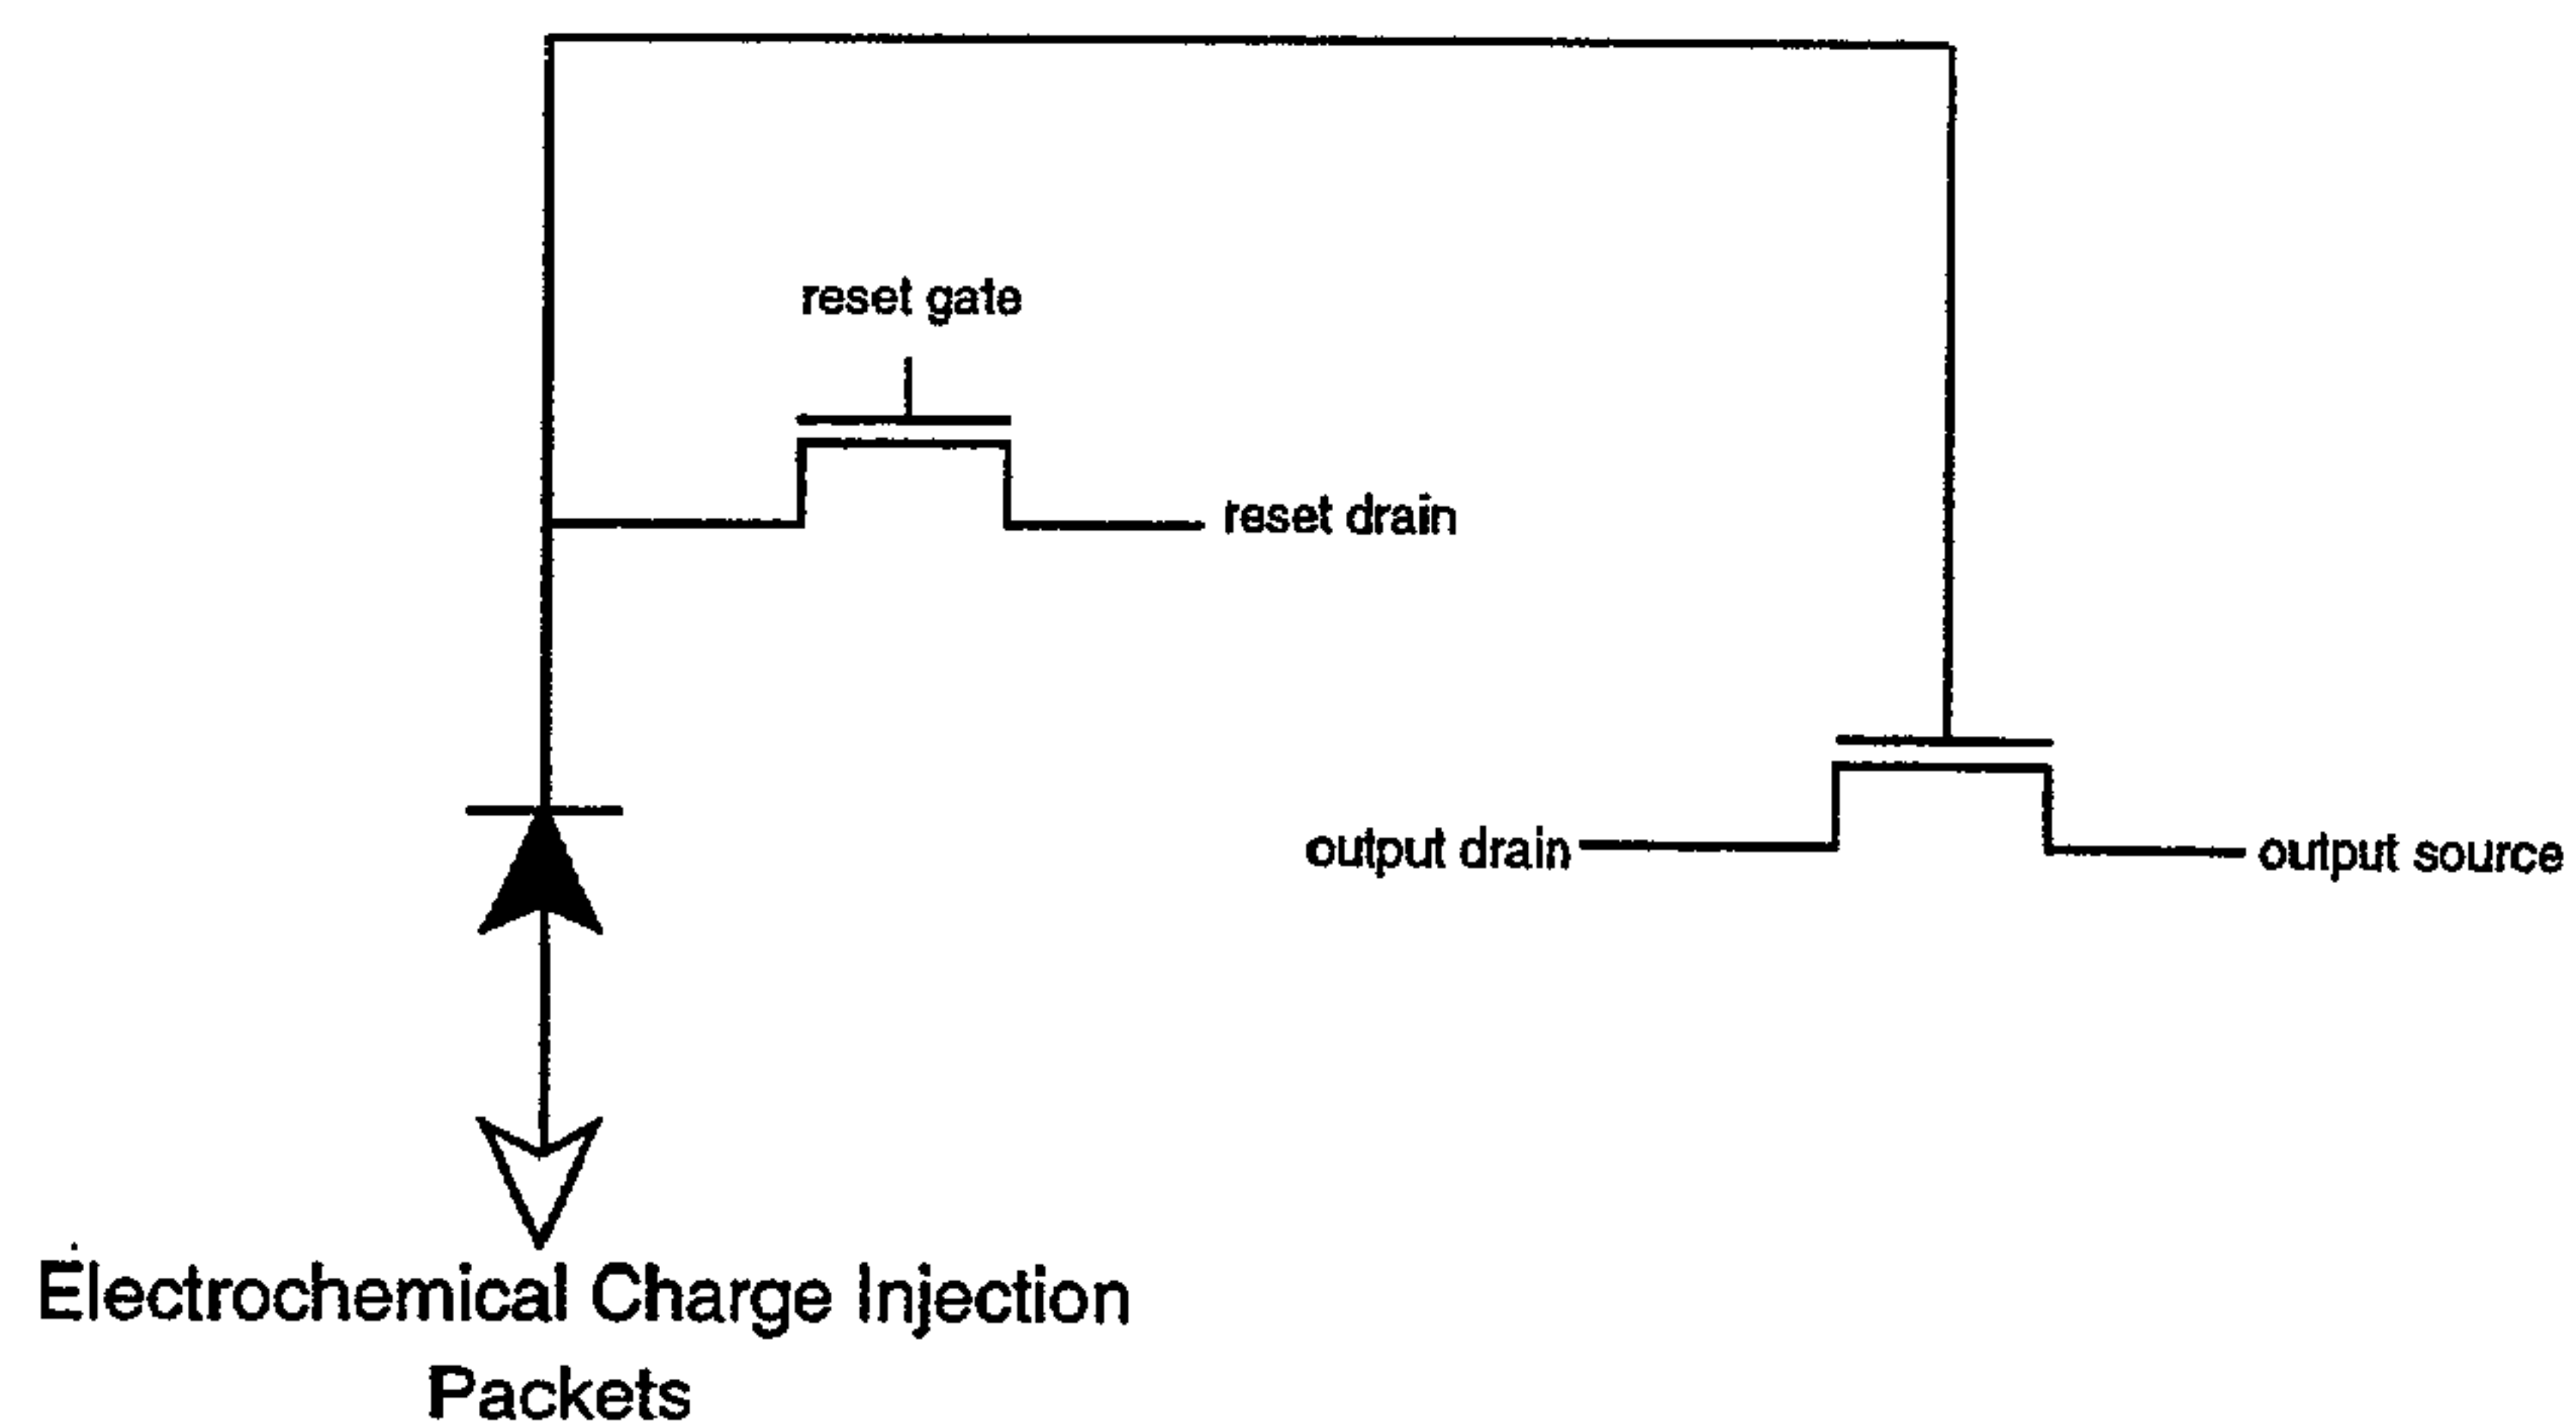 reset gate
reset drain
output drain
output source
Electrochemical Charge Injection
Packets